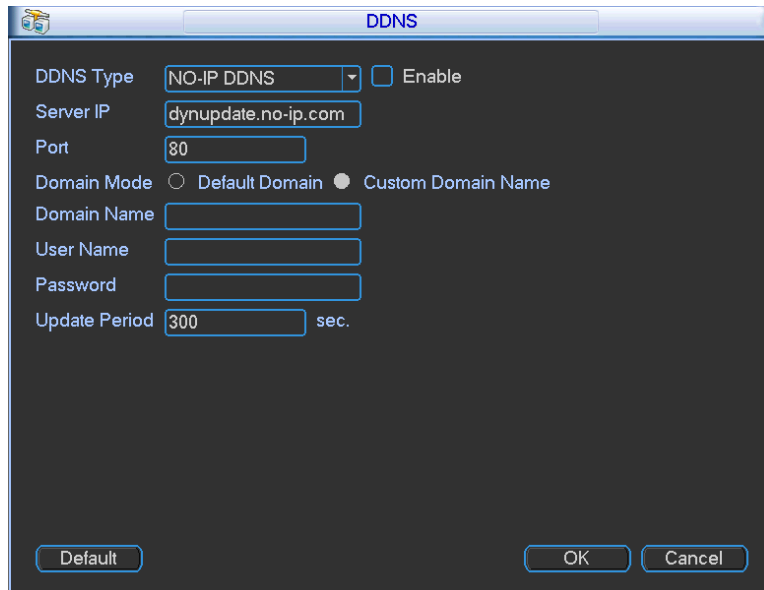 DDNS
DDNS Type NO-IP DDNS Enable
Server IP dynupdate.no-ip.com
Port 80
Domain Mode Default Domain Custom Domain Name
Domain Name
User Name
Password
Update Period 300 sec.
Default OK Cancel